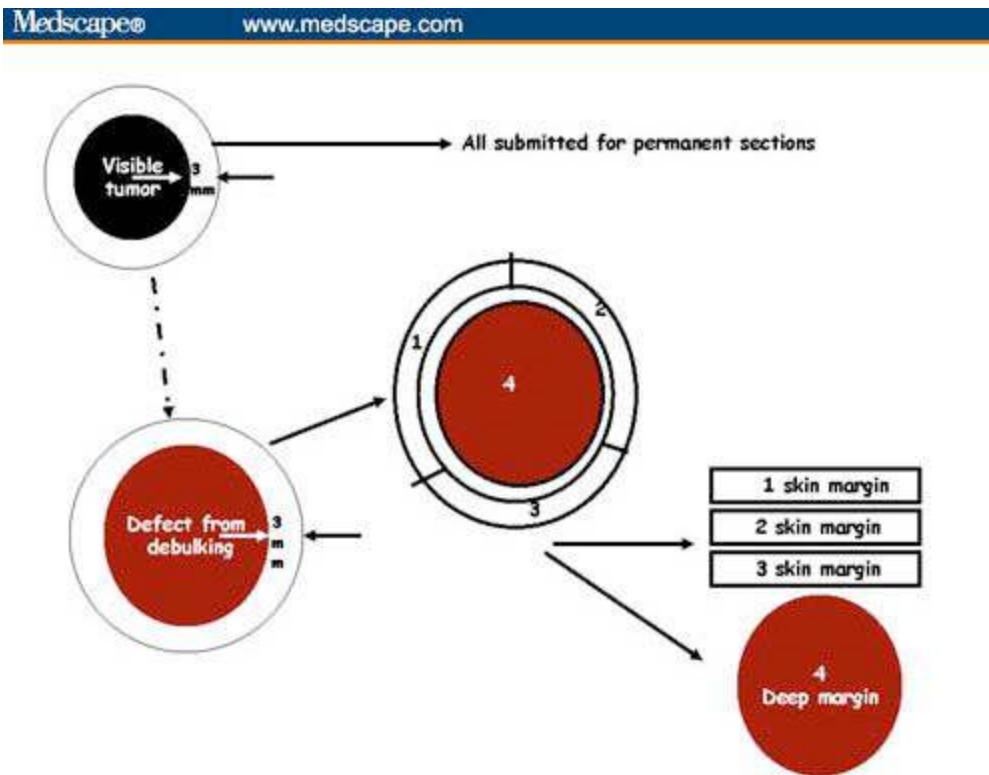 Medscape® www.medscape.com
All submitted for permanent sections
Visible
tumor
3
mm
2
1
4
3
Defect from
debulking
3
m
m
1 skin margin
2 skin margin
3 skin margin
4
Deep margin